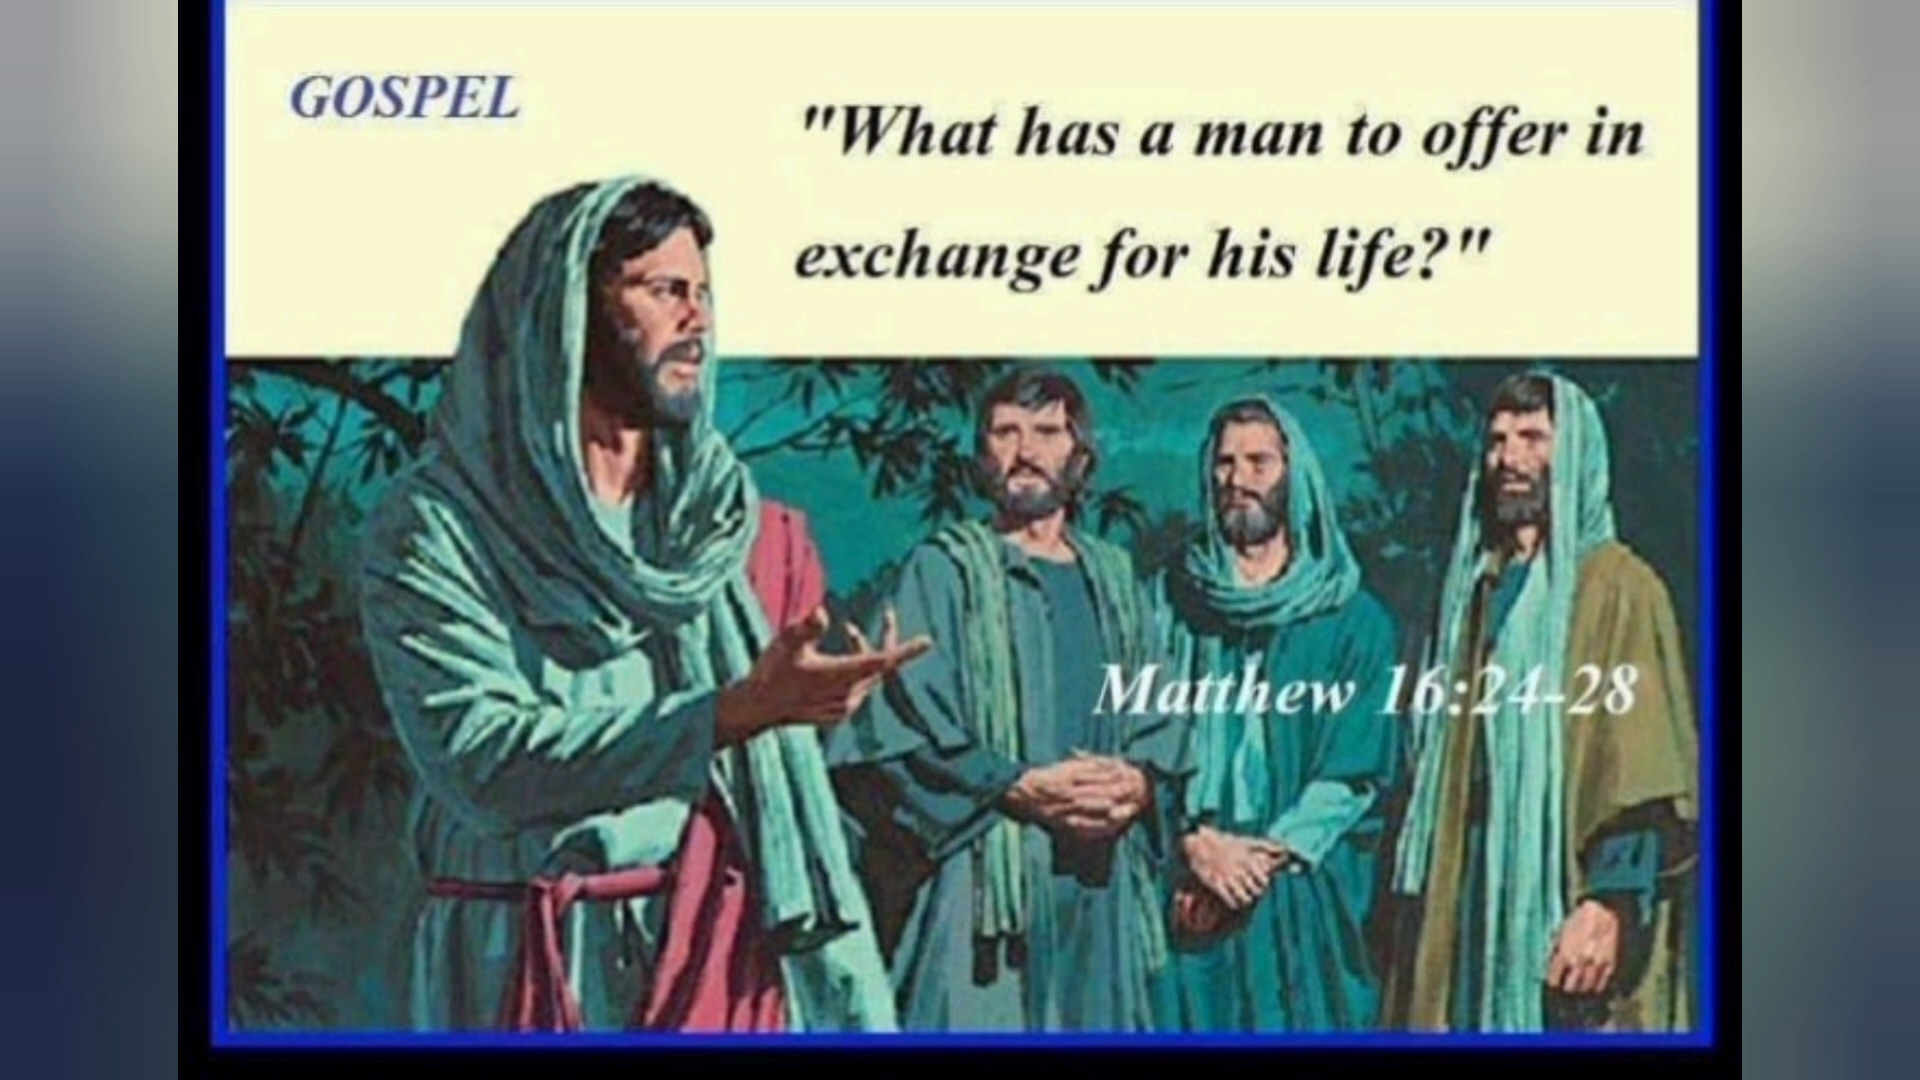 GOSPEL
"What has a man to offer in
exchange for his life?"
Matthew 16:24-28